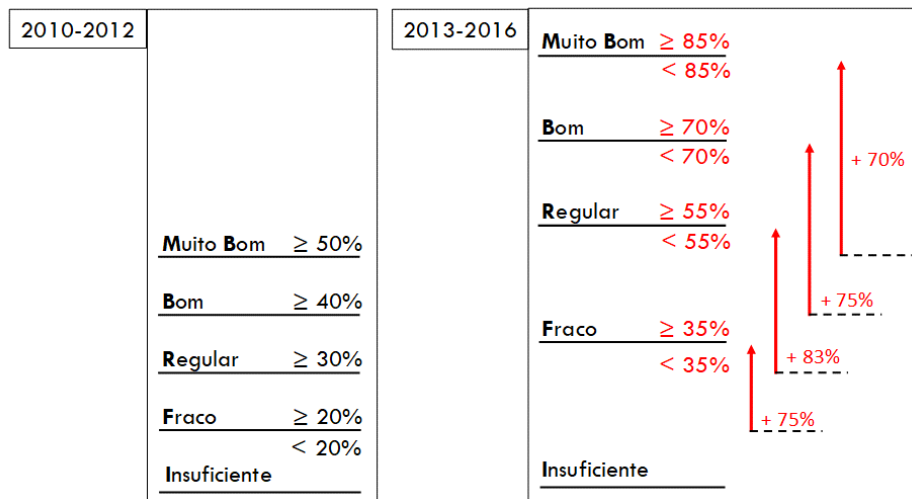 2010-2012
Muito Bom ≥ 50%
Bom ≥ 40%
Regular ≥ 30%
Fraco ≥ 20%
< 20%
Insuficiente
2013-2016
Muito Bom ≥ 85%
< 85%
Bom ≥ 70%
< 70%
Regular ≥ 55%
< 55%
Fraco ≥ 35%
< 35%
Insuficiente
+ 70%
+ 75%
+ 83%
+ 75%